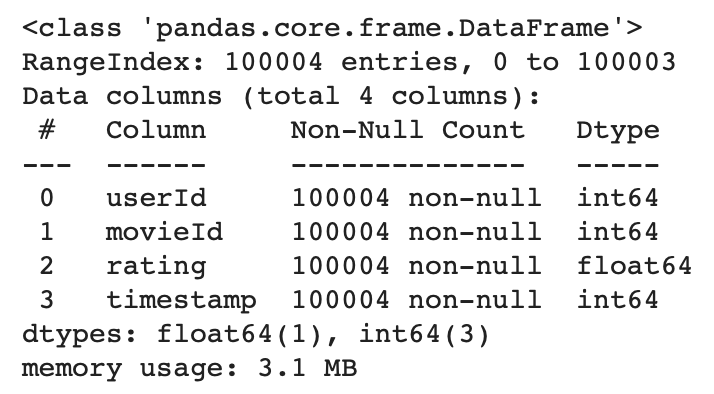 <class 'pandas.core.frame.DataFrame'>
RangeIndex: 100004 entries, 0 to 100003
Data columns (total 4 columns):
 #   Column     Non-Null Count   Dtype
---  ------     --------------   -----
 0   userId     100004 non-null  int64
 1   movieId    100004 non-null  int64
 2   rating     100004 non-null  float64
 3   timestamp  100004 non-null  int64
dtypes: float64(1), int64(3)
memory usage: 3.1 MB